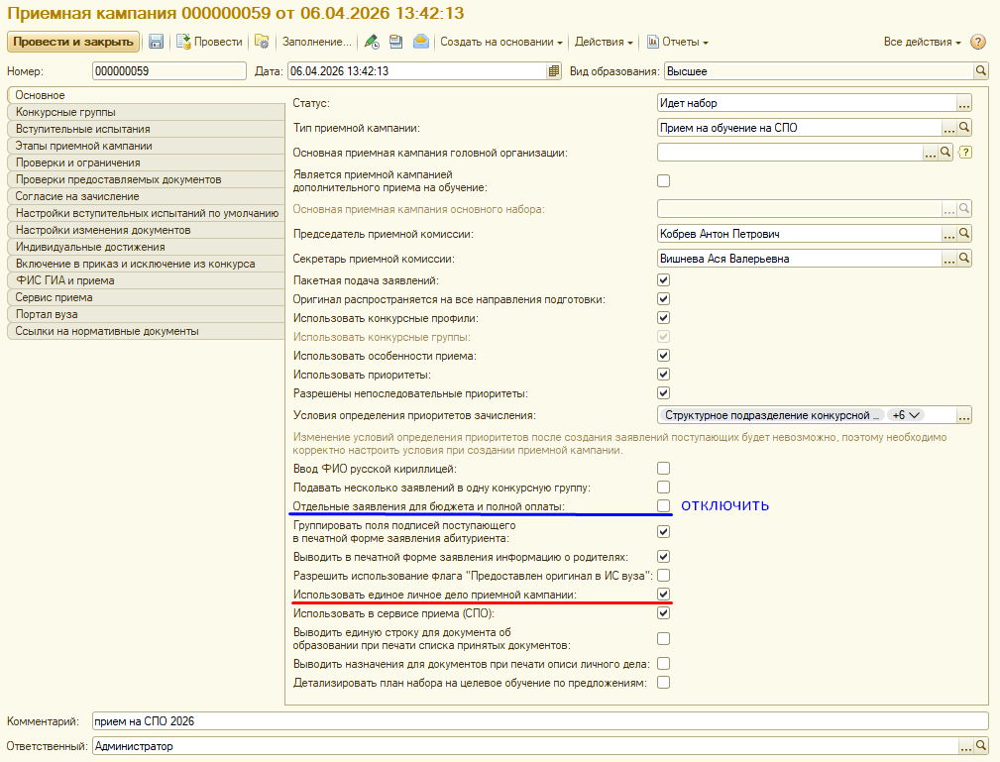 Приемная кампания 000000059 от 06.04.2026 13:42:13
Провести и закрыть Провести Заполнение... Создать на основании Действия Отчеты Все действия ?
Номер: 000000059 Дата: 06.04.2026 13:42:13 Вид образования: Высшее
Основное
Конкурсные группы
Вступительные испытания
Этапы приемной кампании
Проверки и ограничения
Проверки предоставляемых документов
Согласие на зачисление
Настройки вступительных испытаний по умолчанию
Настройки изменения документов
Индивидуальные достижения
Включение в приказ и исключение из конкурса
ФИС ГИА и приема
Сервис приема
Портал вуза
Ссылки на нормативные документы
Статус: Идет набор ...
Тип приемной кампании: Прием на обучение на СПО ...
Основная приемная кампания головной организации: ... ?
Является приемной кампанией
дополнительного приема на обучение:
Основная приемная кампания основного набора: ...
Председатель приемной комиссии: Кобрев Антон Петрович ...
Секретарь приемной комиссии: Вишнева Ася Валерьевна ...
Пакетная подача заявлений:
Оригинал распространяется на все направления подготовки:
Использовать конкурсные профили:
Использовать конкурсные группы:
Использовать особенности приема:
Использовать приоритеты:
Разрешены непоследовательные приоритеты:
Условия определения приоритетов зачисления: Структурное подразделение конкурсной ... +6 ...
Изменение условий определения приоритетов после создания заявлений поступающих будет невозможно, поэтому необходимо
корректно настроить условия при создании приемной кампании.
Ввод ФИО русской кириллицей:
Подавать несколько заявлений в одну конкурсную группу:
Отдельные заявления для бюджета и полной оплаты: ОТКЛЮЧИТЬ
Группировать поля подписей поступающего
в печатной форме заявления абитуриента:
Выводить в печатной форме заявления информацию о родителях:
Разрешить использование флага "Предоставлен оригинал в ИС вуза":
Использовать единое личное дело приемной кампании:
Использовать в сервисе приема (СПО):
Выводить единую строку для документа об
образовании при печати списка принятых документов:
Выводить назначения для документов при печати описи личного дела:
Детализировать план набора на целевое обучение по предложениям:
Комментарий: прием на СПО 2026
Ответственный: Администратор ...